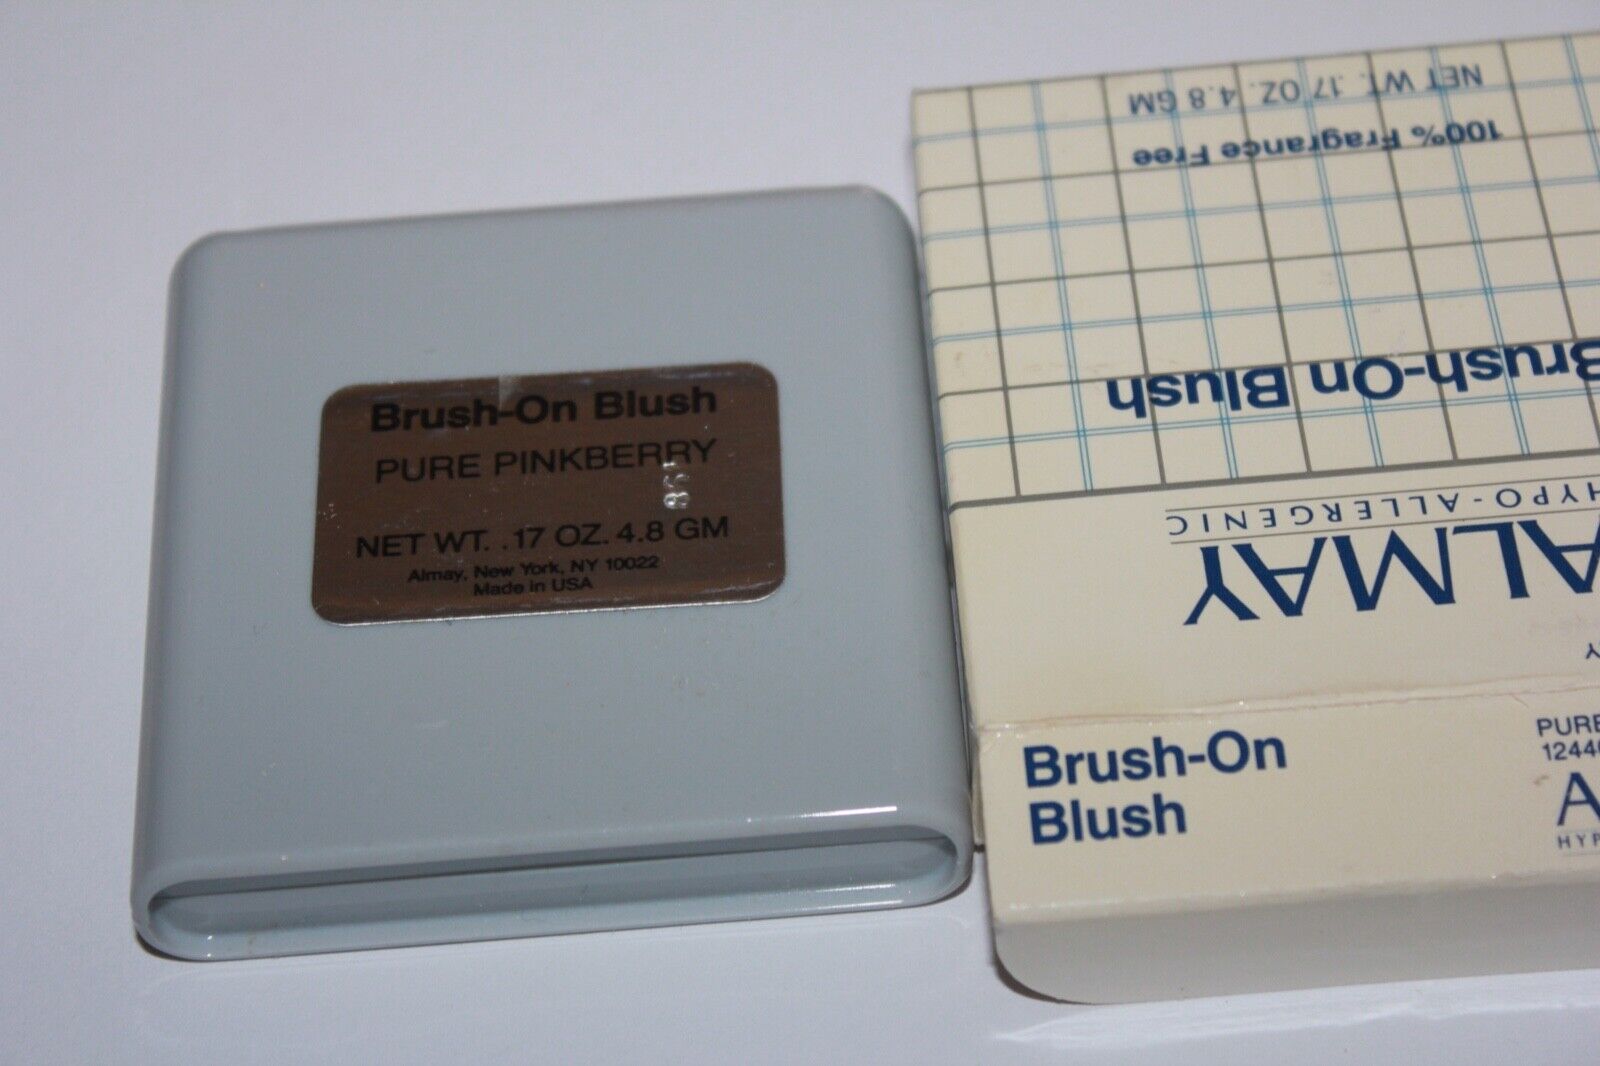 Brush-On Blush
PURE PINKBERRY
NET WT. .17 OZ. 4.8 GM
Almay, New York, NY 10022
Made in USA
NET WT. .17 OZ. 4.8 GM
100% Fragrance Free
Brush-On Blush
HYPO-ALLERGENIC
ALMAY
Brush-On
Blush
PURE